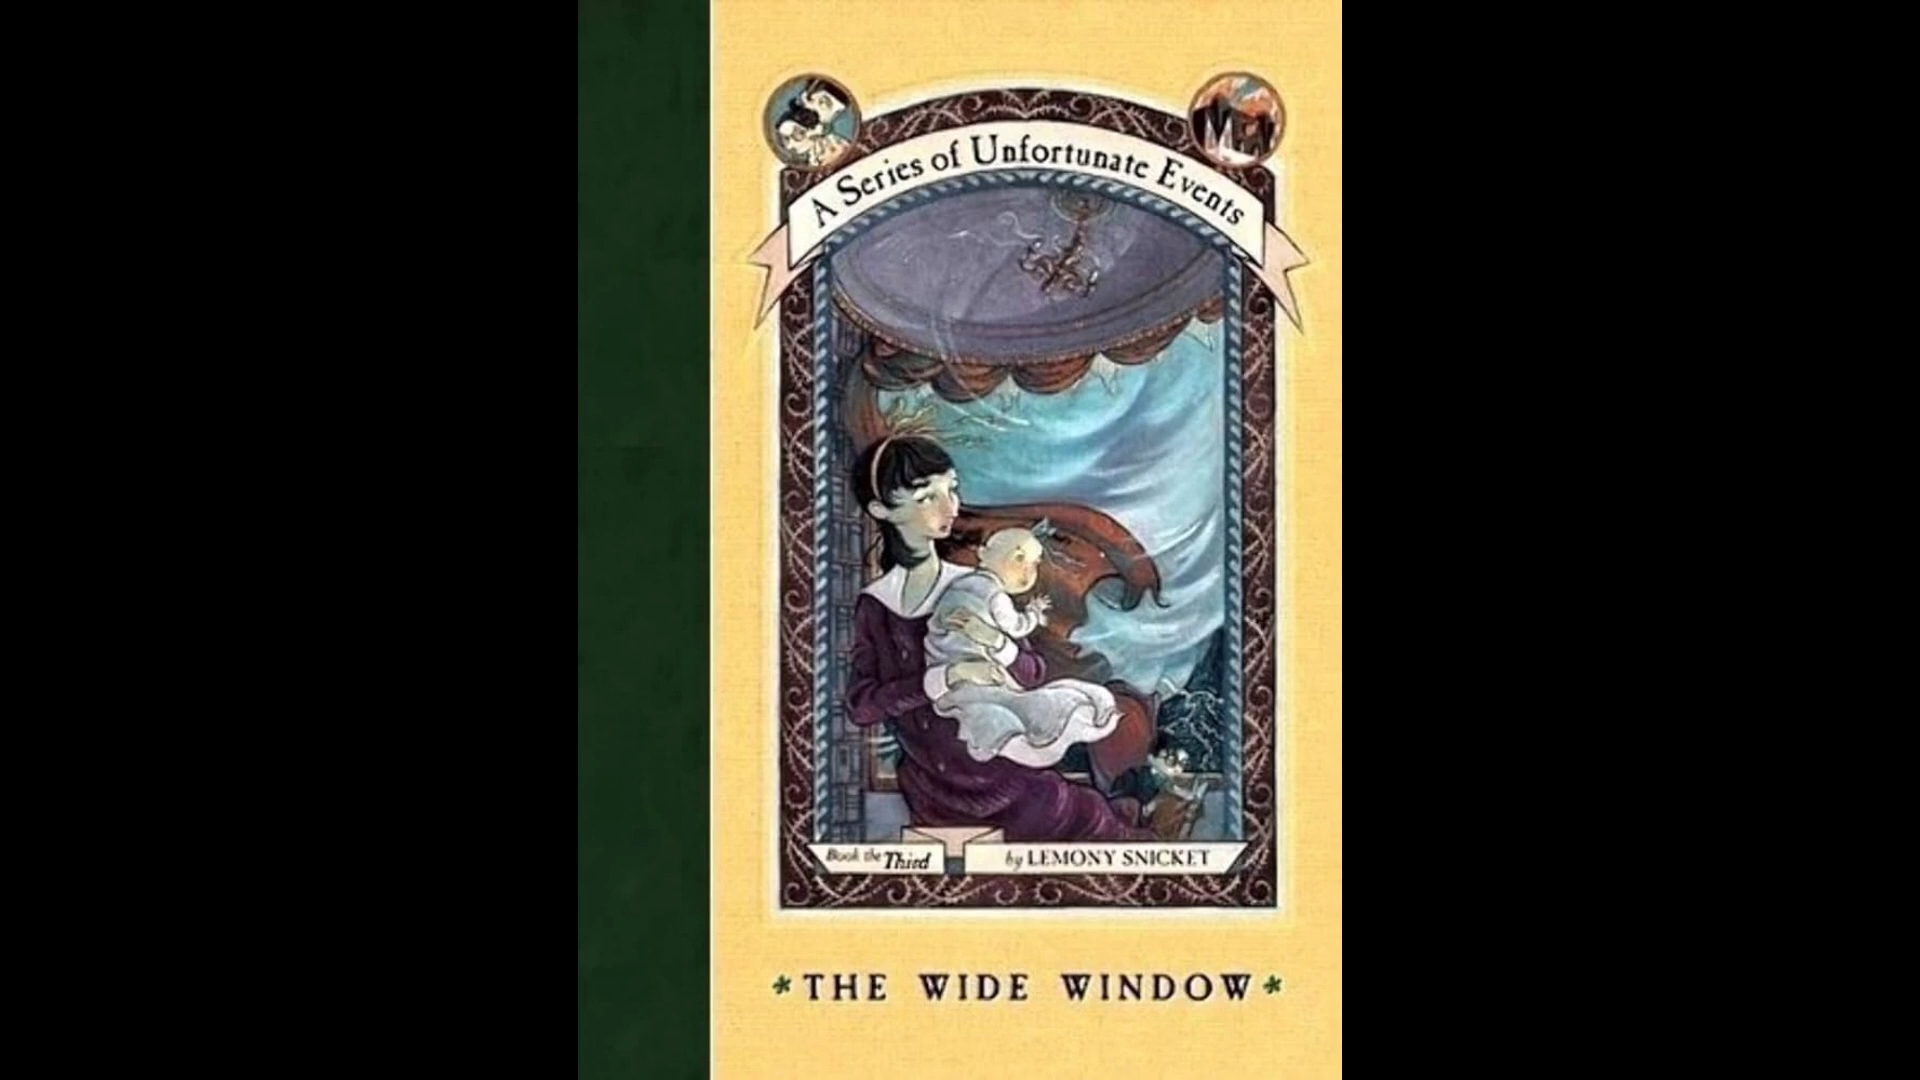 A Series of Unfortunate Events
Book the Third
by LEMONY SNICKET
*THE WIDE WINDOW*